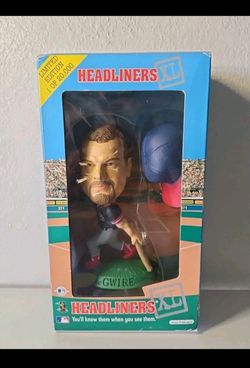 LIMITED
EDITION
1 OF 20,000
HEADLINERS XL
GWIRE
HEADLINERS XL
You'll know them when you see them.